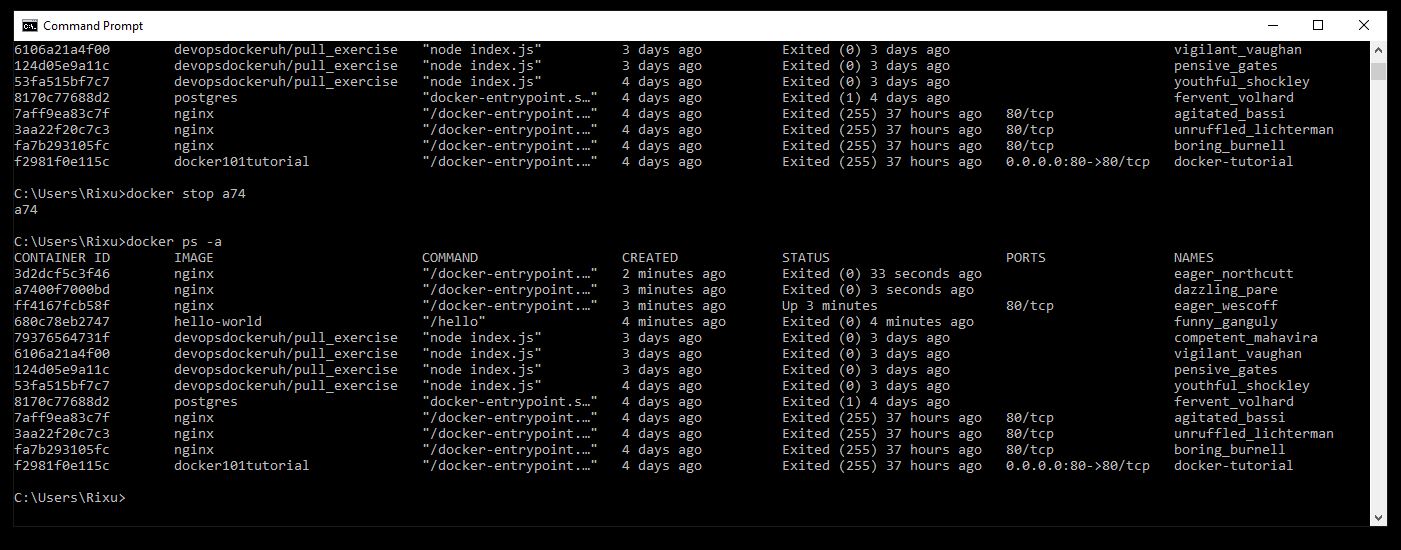 Command Prompt
6106a21a4f00 devopsdockeruh/pull_exercise "node index.js" 3 days ago Exited (0) 3 days ago vigilant_vaughan
124d05e9a11c devopsdockeruh/pull_exercise "node index.js" 3 days ago Exited (0) 3 days ago pensive_gates
53fa515bf7c7 devopsdockeruh/pull_exercise "node index.js" 4 days ago Exited (0) 3 days ago youthful_shockley
8170c77688d2 postgres "docker-entrypoint.s…" 4 days ago Exited (1) 4 days ago fervent_volhard
7aff9ea83c7f nginx "/docker-entrypoint.…" 4 days ago Exited (255) 37 hours ago 80/tcp agitated_bassi
3aa22f20c7c3 nginx "/docker-entrypoint.…" 4 days ago Exited (255) 37 hours ago 80/tcp unruffled_lichterman
fa7b293105fc nginx "/docker-entrypoint.…" 4 days ago Exited (255) 37 hours ago 80/tcp boring_burnell
f2981f0e115c docker101tutorial "/docker-entrypoint.…" 4 days ago Exited (255) 37 hours ago 0.0.0.0:80->80/tcp docker-tutorial
C:\Users\Rixu>docker stop a74
a74
C:\Users\Rixu>docker ps -a
CONTAINER ID IMAGE COMMAND CREATED STATUS PORTS NAMES
3d2dcf5c3f46 nginx "/docker-entrypoint.…" 2 minutes ago Exited (0) 33 seconds ago eager_northcutt
a7400f7000bd nginx "/docker-entrypoint.…" 3 minutes ago Exited (0) 3 seconds ago dazzling_pare
ff4167fcb58f nginx "/docker-entrypoint.…" 3 minutes ago Up 3 minutes 80/tcp eager_wescoff
680c78eb2747 hello-world "/hello" 4 minutes ago Exited (0) 4 minutes ago funny_ganguly
79376564731f devopsdockeruh/pull_exercise "node index.js" 3 days ago Exited (0) 3 days ago competent_mahavira
6106a21a4f00 devopsdockeruh/pull_exercise "node index.js" 3 days ago Exited (0) 3 days ago vigilant_vaughan
124d05e9a11c devopsdockeruh/pull_exercise "node index.js" 3 days ago Exited (0) 3 days ago pensive_gates
53fa515bf7c7 devopsdockeruh/pull_exercise "node index.js" 4 days ago Exited (0) 3 days ago youthful_shockley
8170c77688d2 postgres "docker-entrypoint.s…" 4 days ago Exited (1) 4 days ago fervent_volhard
7aff9ea83c7f nginx "/docker-entrypoint.…" 4 days ago Exited (255) 37 hours ago 80/tcp agitated_bassi
3aa22f20c7c3 nginx "/docker-entrypoint.…" 4 days ago Exited (255) 37 hours ago 80/tcp unruffled_lichterman
fa7b293105fc nginx "/docker-entrypoint.…" 4 days ago Exited (255) 37 hours ago 80/tcp boring_burnell
f2981f0e115c docker101tutorial "/docker-entrypoint.…" 4 days ago Exited (255) 37 hours ago 0.0.0.0:80->80/tcp docker-tutorial
C:\Users\Rixu>